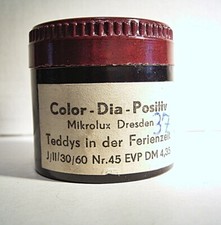 Color-Dia-Positiv
Mikrolux Dresden 37
Teddys in der Ferienzeit
J/II/30/60 Nr.45 EVP DM 4,35